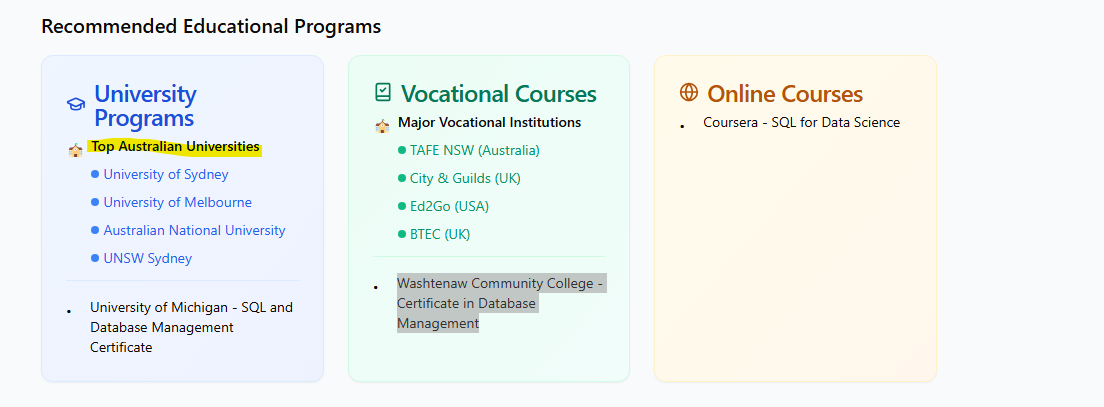 Recommended Educational Programs
University
Programs
Top Australian Universities
University of Sydney
University of Melbourne
Australian National University
UNSW Sydney
University of Michigan - SQL and
Database Management
Certificate
Vocational Courses
Major Vocational Institutions
TAFE NSW (Australia)
City & Guilds (UK)
Ed2Go (USA)
BTEC (UK)
Washtenaw Community College -
Certificate in Database
Management
Online Courses
Coursera - SQL for Data Science